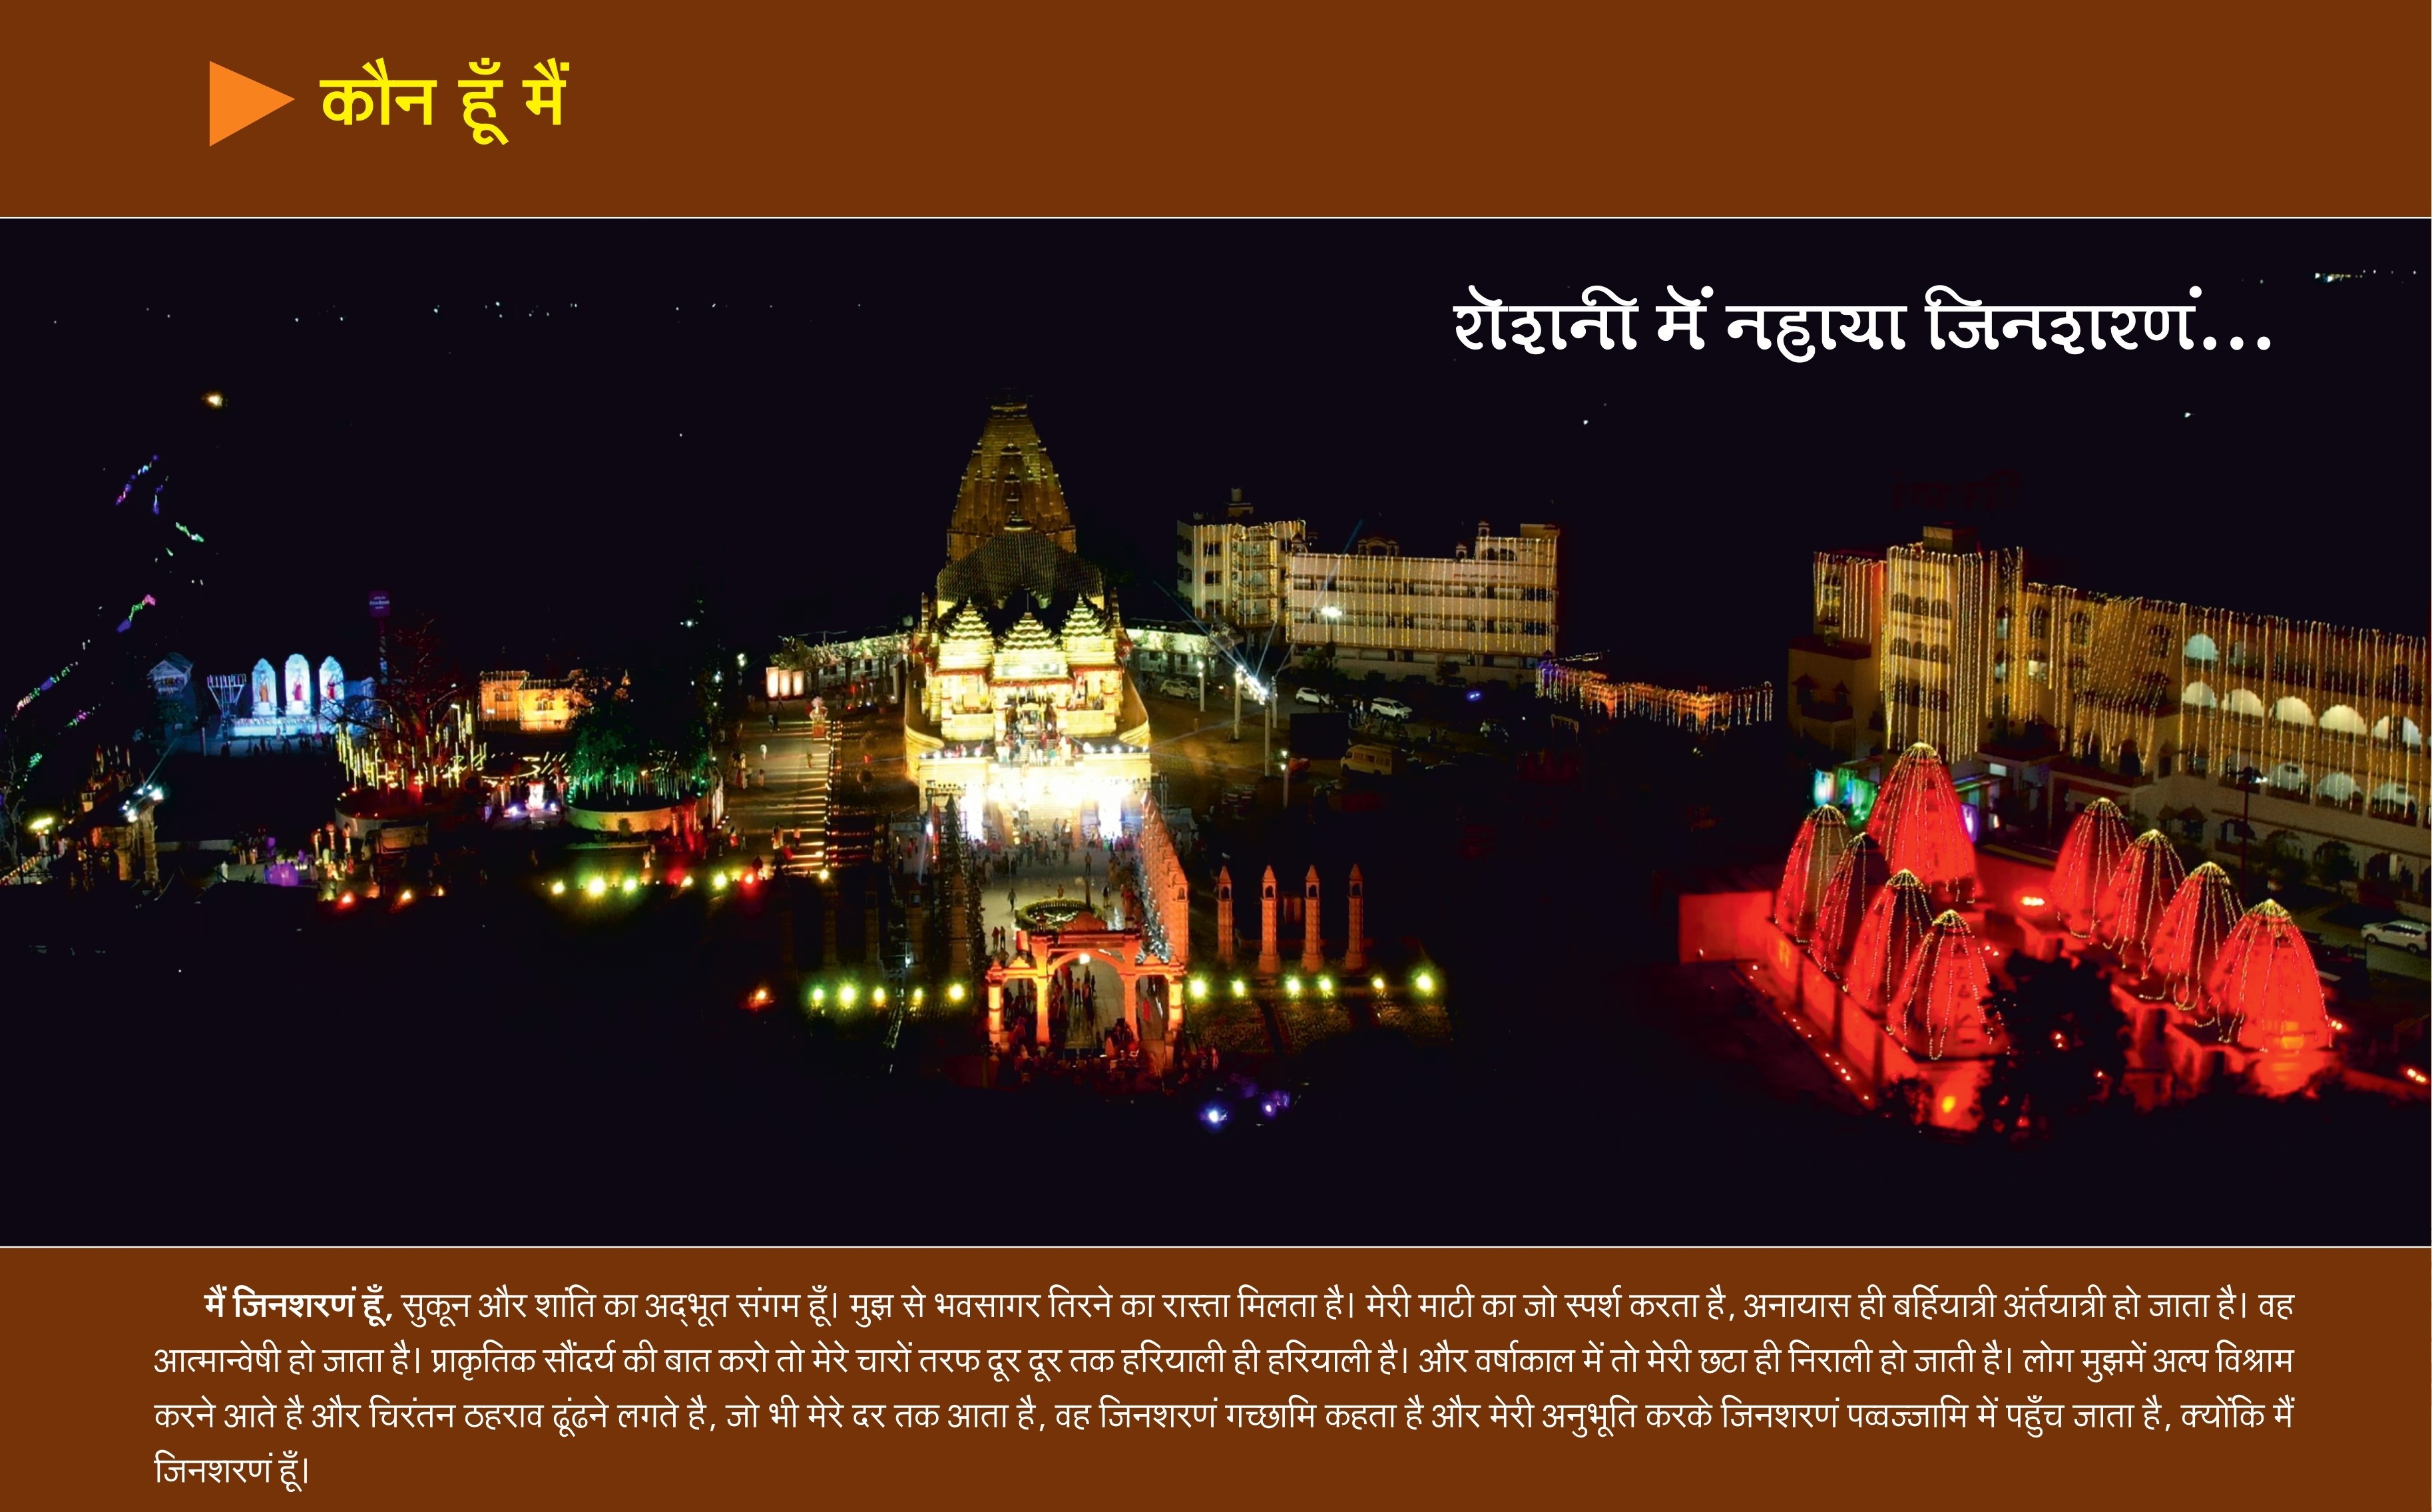 कौन हूँ मैं
रोशनी में नहाया जिनशरणं...
मैं जिनशरणं हूँ, सुकून और शांति का अद्भूत संगम हूँ। मुझ से भवसागर तिरने का रास्ता मिलता है। मेरी माटी का जो स्पर्श करता है, अनायास ही बर्हियात्री अंर्तयात्री हो जाता है। वह
आत्मान्वेषी हो जाता है। प्राकृतिक सौंदर्य की बात करो तो मेरे चारों तरफ दूर दूर तक हरियाली ही हरियाली है। और वर्षाकाल में तो मेरी छटा ही निराली हो जाती है। लोग मुझमें अल्प विश्राम
करने आते है और चिरंतन ठहराव ढूंढने लगते है, जो भी मेरे दर तक आता है, वह जिनशरणं गच्छामि कहता है और मेरी अनुभूति करके जिनशरणं पव्वज्जामि में पहुँच जाता है, क्योंकि मैं
जिनशरणं हूँ।